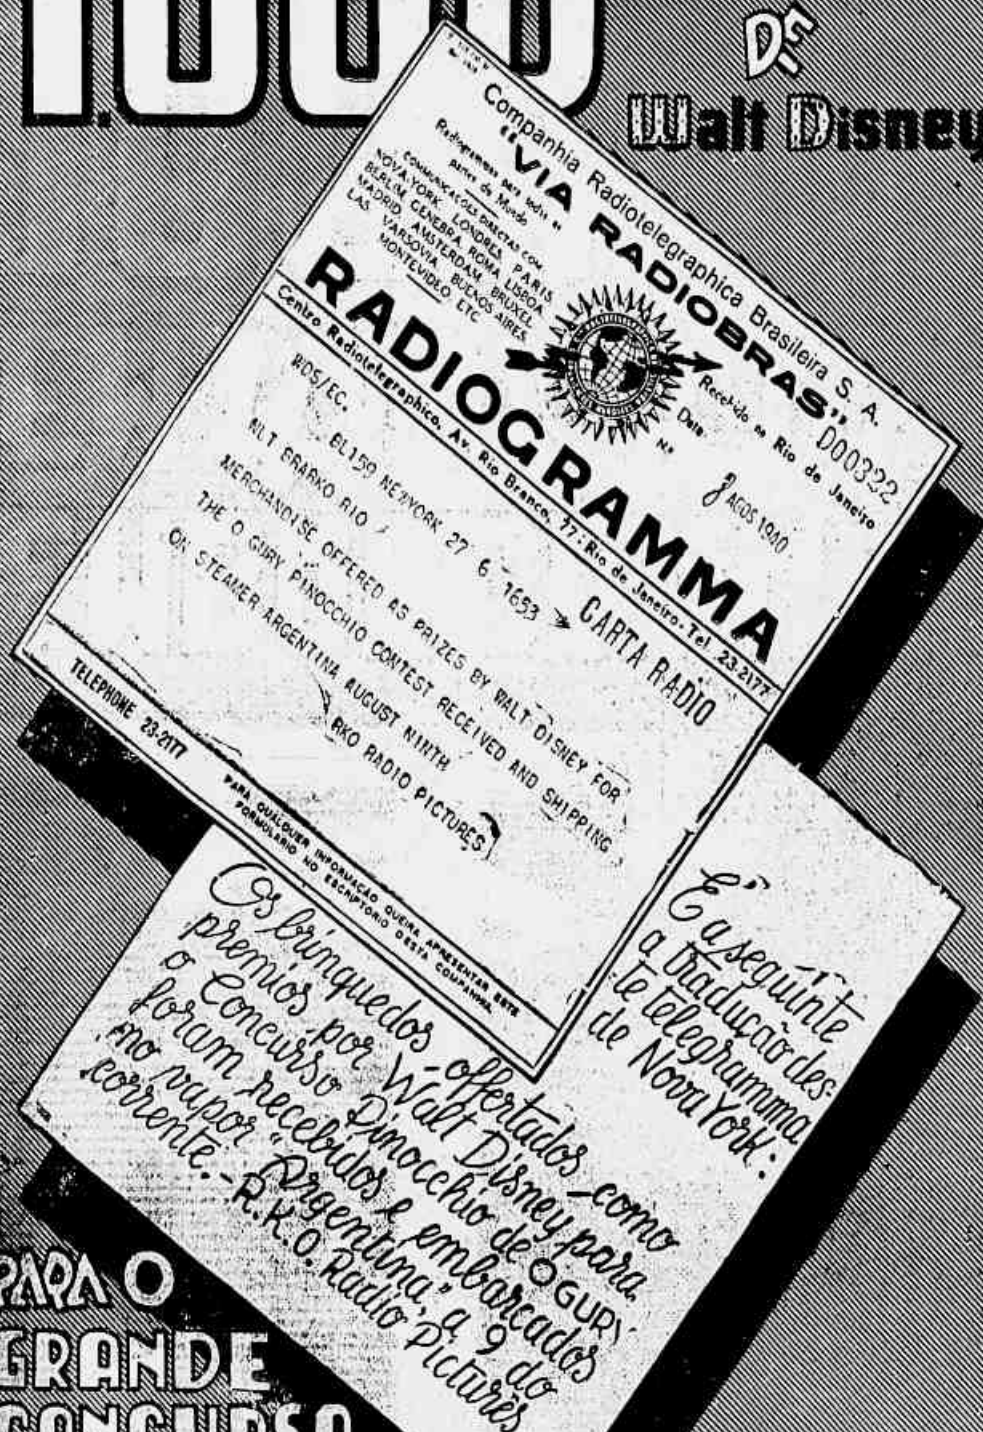 1.000
DE
Walt Disney
Companhia Radiotelegraphica Brasileira S. A.
"VIA RADIOBRAS"
Radiogrammas para todas as
partes do Mundo
COMMUNICAÇÕES DIRECTAS COM
NOVA-YORK LONDRES PARIS
BERLIM GENEBRA ROMA LISBOA
MADRID AMSTERDAM BRUXEL
LAS VARSOVIA BUENOS AIRES
MONTEVIDEO ETC
RADIOGRAMMA
Recebido no Rio de Janeiro
Data
N.º
D00322
AGOS 1940
Centro Radiotelegraphico, Av. Rio Branco, 77 - Rio de Janeiro - Tel. 23-2177
RDS/EC.
BL159 NEWYORK 27 6 1653
CARTA RADIO
NLT BRARKO RIO
MERCHANDISE OFFERED AS PRIZES BY WALT DISNEY FOR
THE O GURY PINOCCHIO CONTEST RECEIVED AND SHIPPING
ON STEAMER ARGENTINA AUGUST NINTH
RKO RADIO PICTURES
TELEPHONE 23-2177
PARA QUALQUER INFORMAÇÃO QUEIRA APRESENTAR ESTE
FORMULARIO NO ESCRIPTORIO DESTA COMPANHIA
E' a seguinte
a tradução des-
te telegramma
de Nova York:
Os brinquedos offertados como
premios por Walt Disney para
o Concurso Pinocchio de O GURY
foram recebidos e embarcados
no vapor "Argentina", a 9 do
corrente. - R.K.O. Radio Pictures
PARA O
GRANDE
CONCURSO